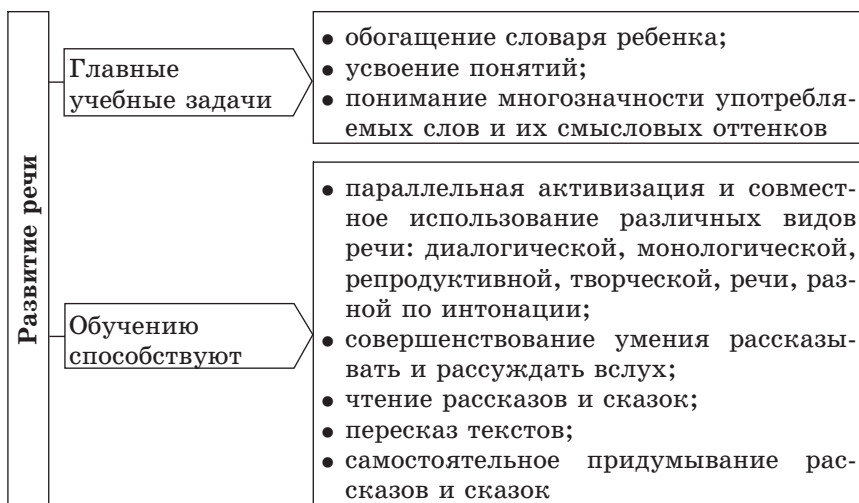 Развитие речи
Главные
учебные задачи
● обогащение словаря ребенка;
● усвоение понятий;
● понимание многозначности употребля-
емых слов и их смысловых оттенков
Обучению
способствуют
● параллельная активизация и совмест-
ное использование различных видов
речи: диалогической, монологической,
репродуктивной, творческой, речи, раз-
ной по интонации;
● совершенствование умения рассказы-
вать и рассуждать вслух;
● чтение рассказов и сказок;
● пересказ текстов;
● самостоятельное придумывание рас-
сказов и сказок